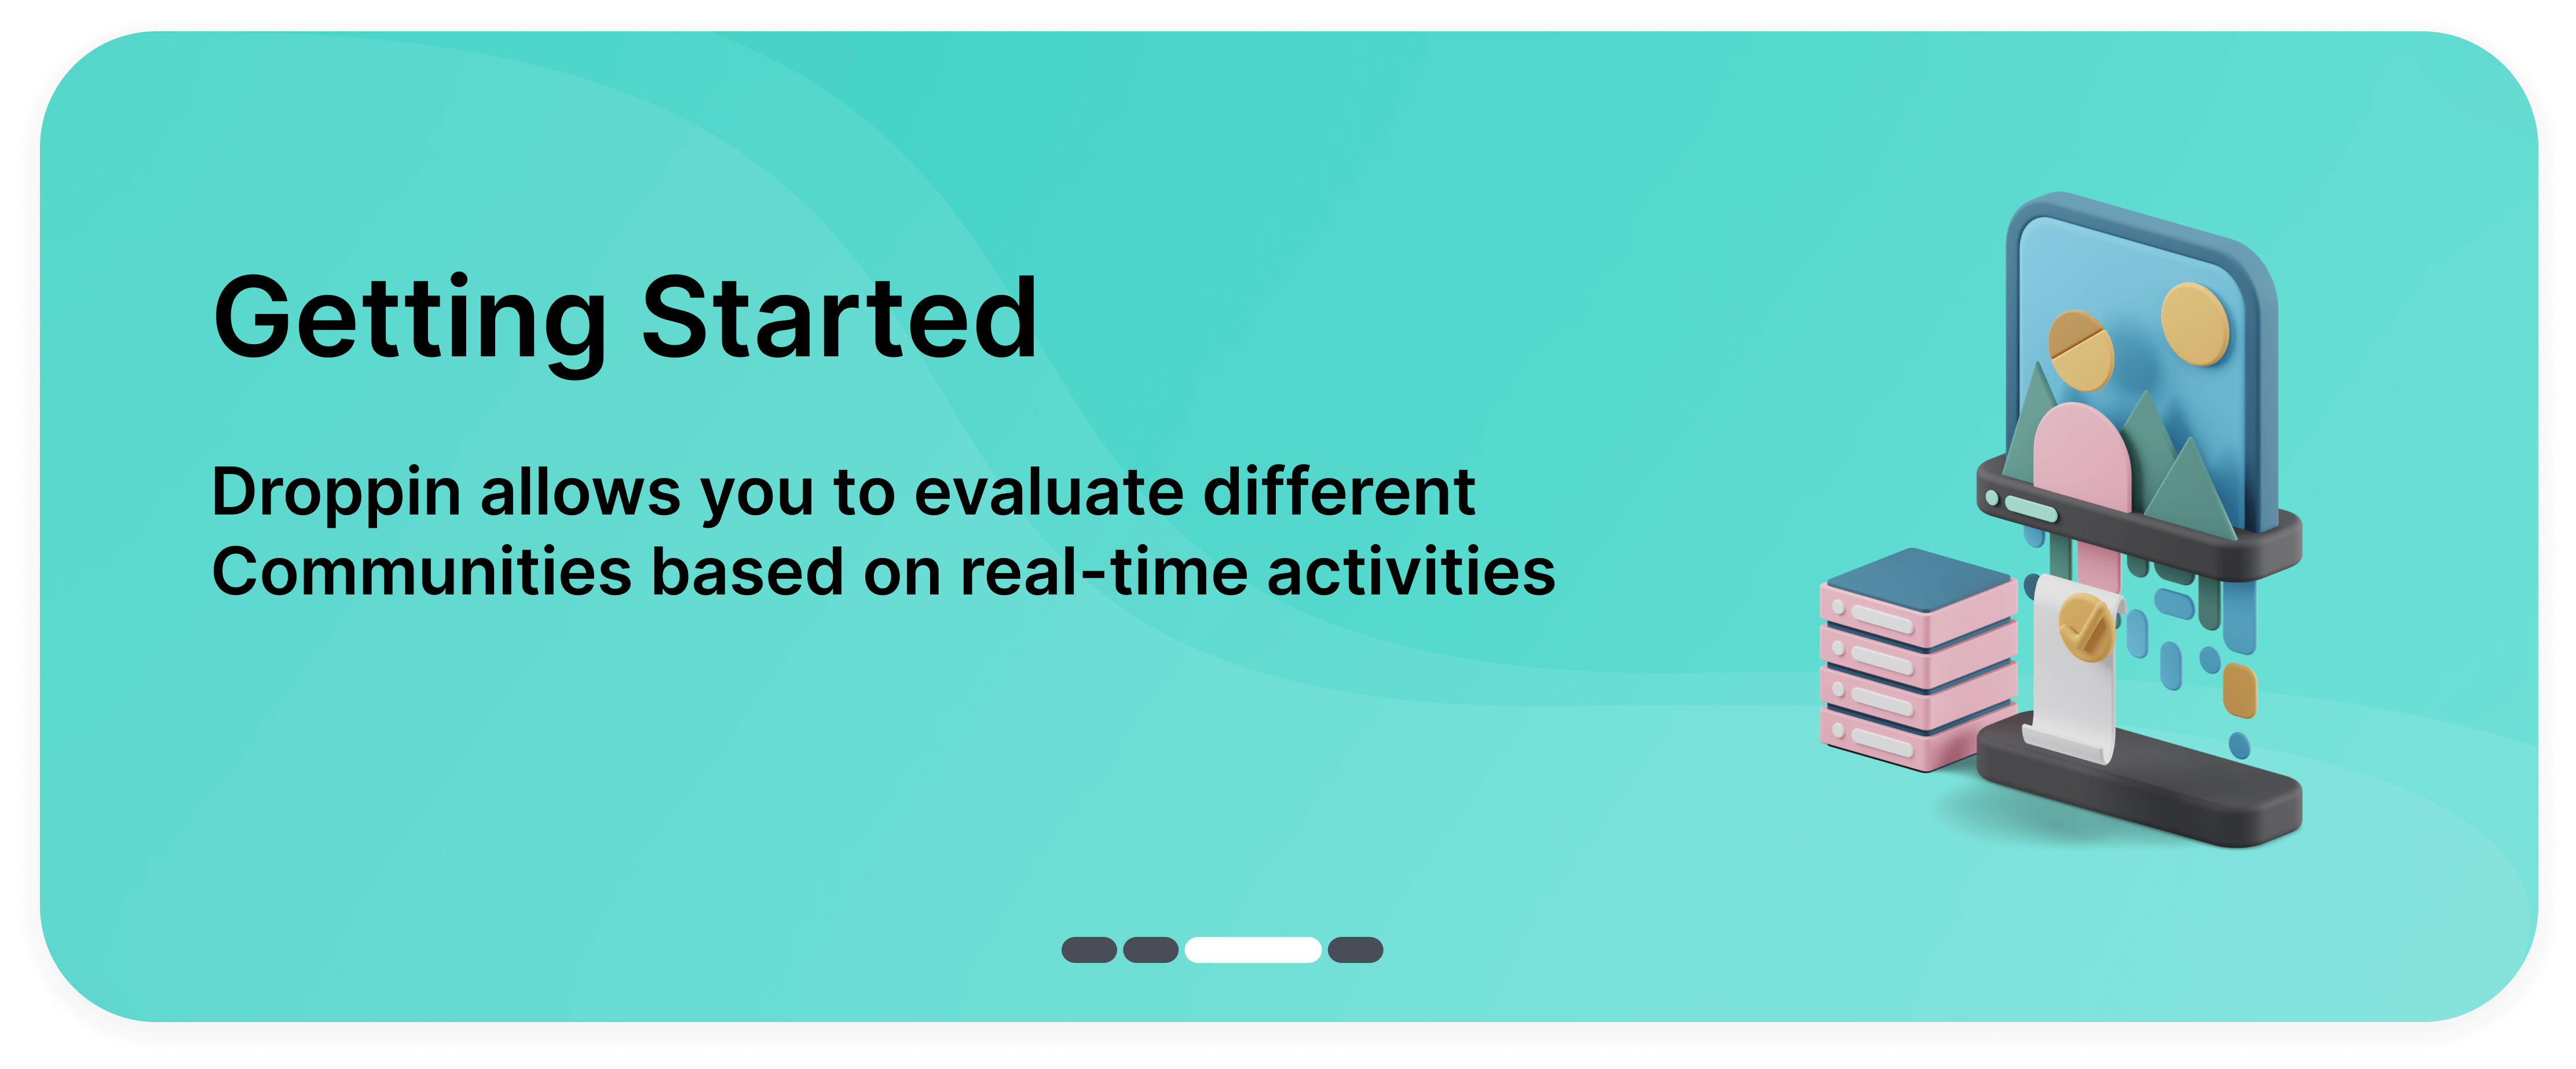 Getting Started
Droppin allows you to evaluate different
Communities based on real-time activities